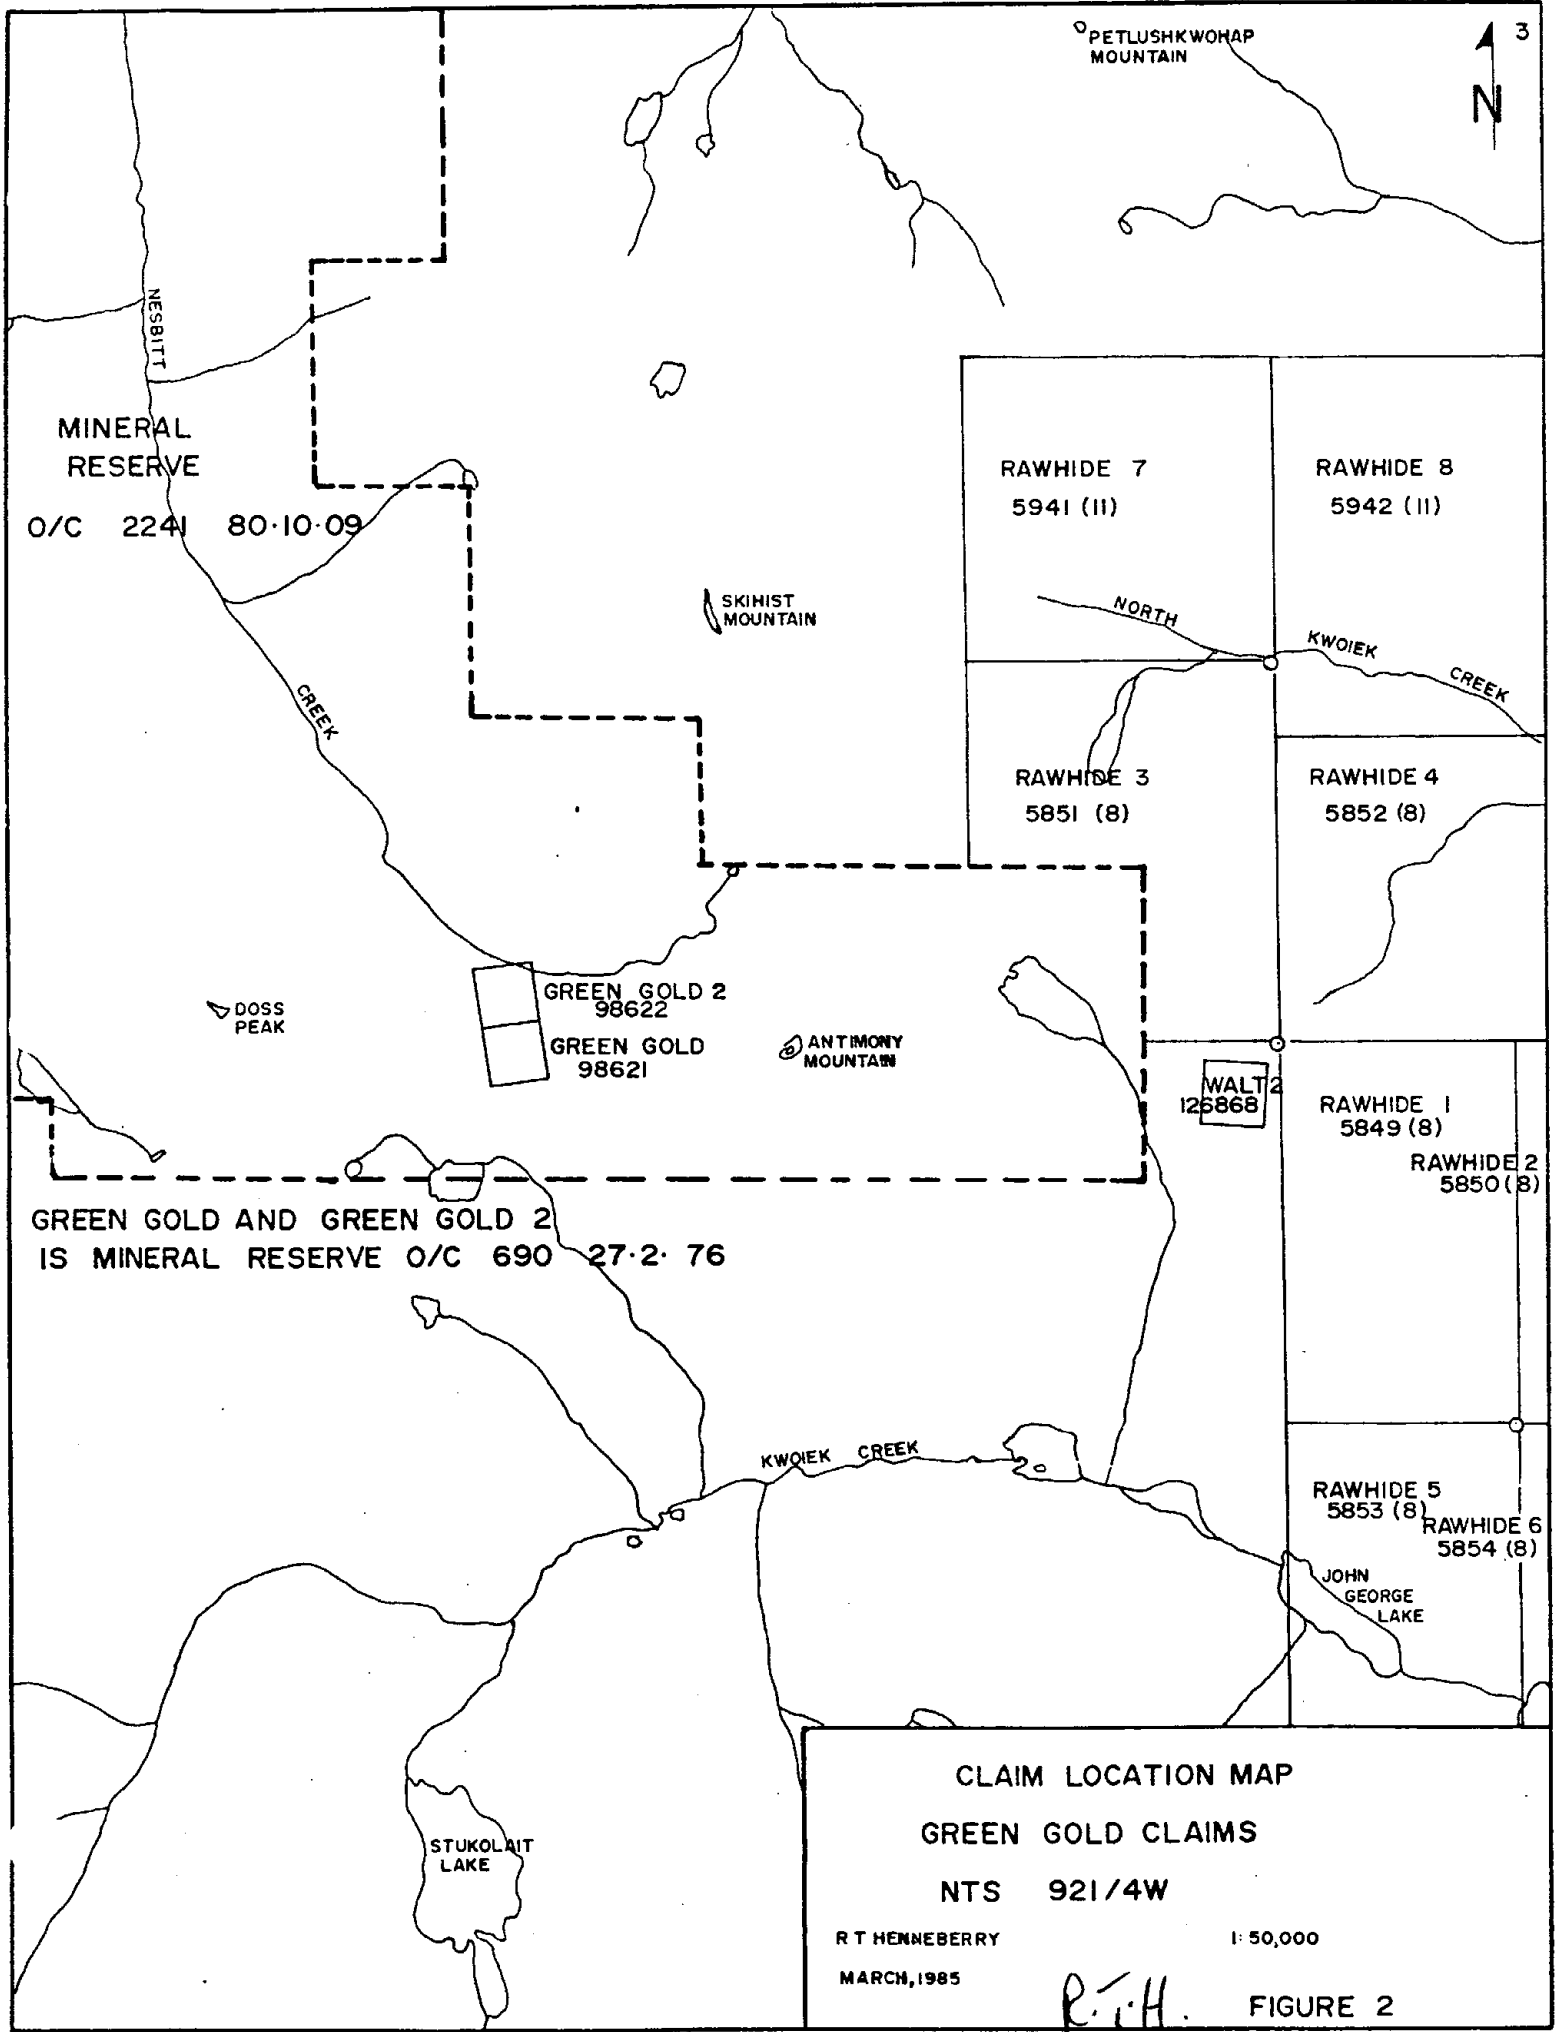 3
PETLUSHKWOHAP
MOUNTAIN
N
NESBITT
MINERAL
RESERVE
O/C 2241 80·10·09
RAWHIDE 7
5941 (11)
RAWHIDE 8
5942 (11)
SKIHIST
MOUNTAIN
NORTH
KWOIEK
CREEK
CREEK
RAWHIDE 3
5851 (8)
RAWHIDE 4
5852 (8)
GREEN GOLD 2
98622
DOSS
PEAK
GREEN GOLD
98621
ANTIMONY
MOUNTAIN
WALT 2
126868
RAWHIDE 1
5849 (8)
RAWHIDE 2
5850 (8)
GREEN GOLD AND GREEN GOLD 2
IS MINERAL RESERVE O/C 690 27·2·76
KWOIEK CREEK
RAWHIDE 5
5853 (8)
RAWHIDE 6
5854 (8)
JOHN
GEORGE
LAKE
STUKOLAIT
LAKE
CLAIM LOCATION MAP
GREEN GOLD CLAIMS
NTS 92I/4W
R T HENNEBERRY
1:50,000
MARCH, 1985
R.T.H.
FIGURE 2